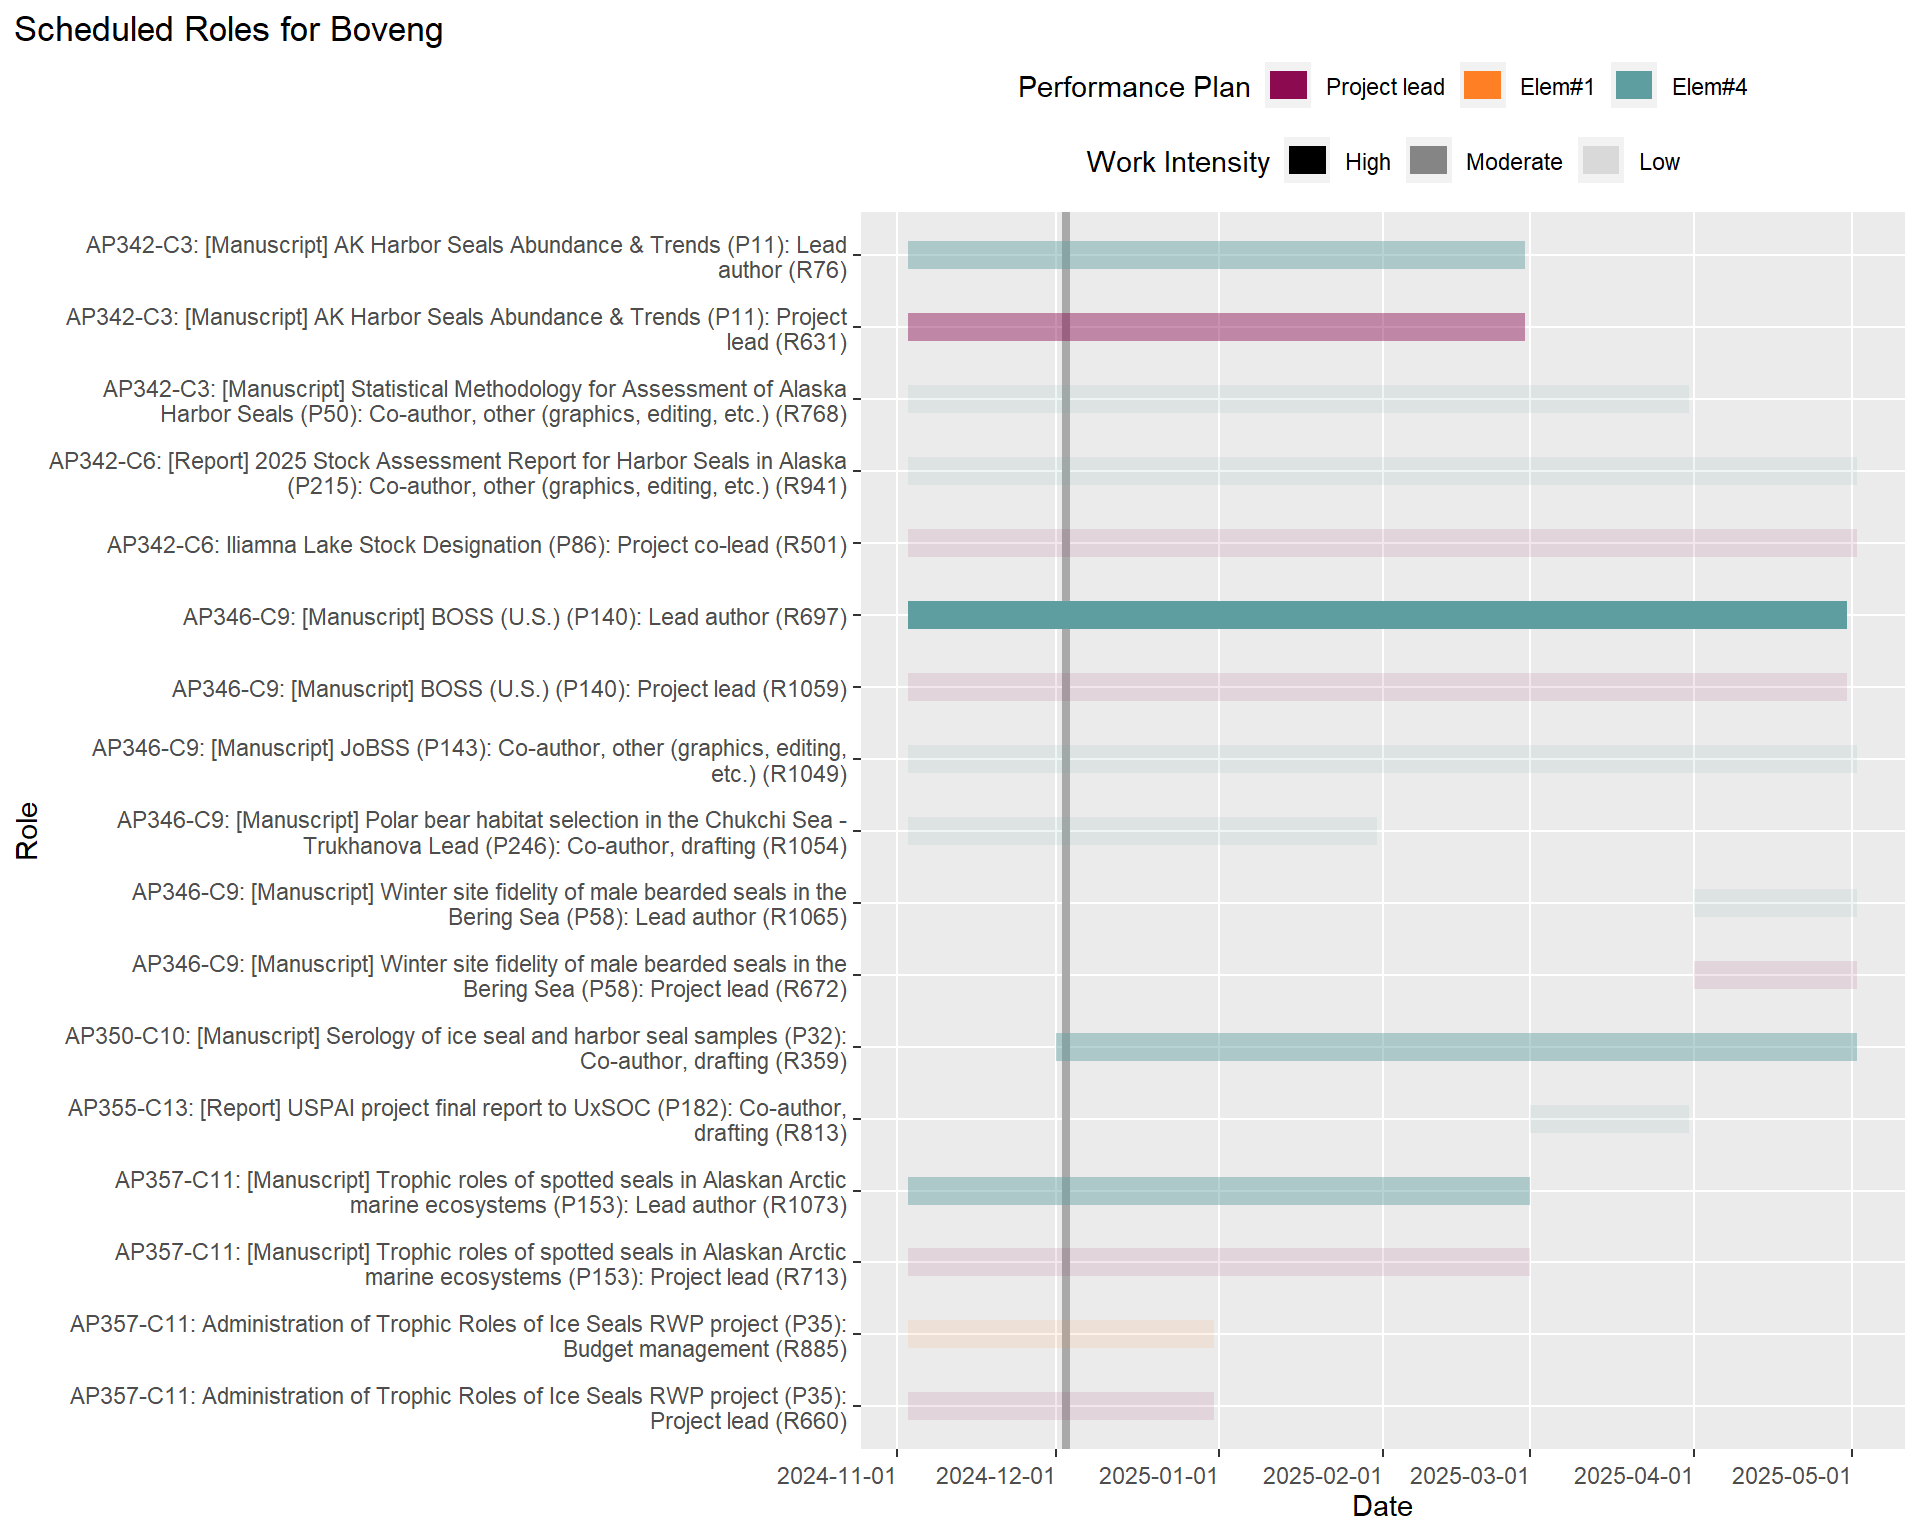 Scheduled Roles for Boveng
Performance Plan Project lead Elem#1 Elem#4
Work Intensity High Moderate Low
AP342-C3: [Manuscript] AK Harbor Seals Abundance & Trends (P11): Lead
author (R76)
AP342-C3: [Manuscript] AK Harbor Seals Abundance & Trends (P11): Project
lead (R631)
AP342-C3: [Manuscript] Statistical Methodology for Assessment of Alaska
Harbor Seals (P50): Co-author, other (graphics, editing, etc.) (R768)
AP342-C6: [Report] 2025 Stock Assessment Report for Harbor Seals in Alaska
(P215): Co-author, other (graphics, editing, etc.) (R941)
AP342-C6: Iliamna Lake Stock Designation (P86): Project co-lead (R501)
AP346-C9: [Manuscript] BOSS (U.S.) (P140): Lead author (R697)
AP346-C9: [Manuscript] BOSS (U.S.) (P140): Project lead (R1059)
AP346-C9: [Manuscript] JoBSS (P143): Co-author, other (graphics, editing,
etc.) (R1049)
AP346-C9: [Manuscript] Polar bear habitat selection in the Chukchi Sea -
Trukhanova Lead (P246): Co-author, drafting (R1054)
AP346-C9: [Manuscript] Winter site fidelity of male bearded seals in the
Bering Sea (P58): Lead author (R1065)
AP346-C9: [Manuscript] Winter site fidelity of male bearded seals in the
Bering Sea (P58): Project lead (R672)
AP350-C10: [Manuscript] Serology of ice seal and harbor seal samples (P32):
Co-author, drafting (R359)
AP355-C13: [Report] USPAI project final report to UxSOC (P182): Co-author,
drafting (R813)
AP357-C11: [Manuscript] Trophic roles of spotted seals in Alaskan Arctic
marine ecosystems (P153): Lead author (R1073)
AP357-C11: [Manuscript] Trophic roles of spotted seals in Alaskan Arctic
marine ecosystems (P153): Project lead (R713)
AP357-C11: Administration of Trophic Roles of Ice Seals RWP project (P35):
Budget management (R885)
AP357-C11: Administration of Trophic Roles of Ice Seals RWP project (P35):
Project lead (R660)
Role
2024-11-01 2024-12-01 2025-01-01 2025-02-01 2025-03-01 2025-04-01 2025-05-01
Date